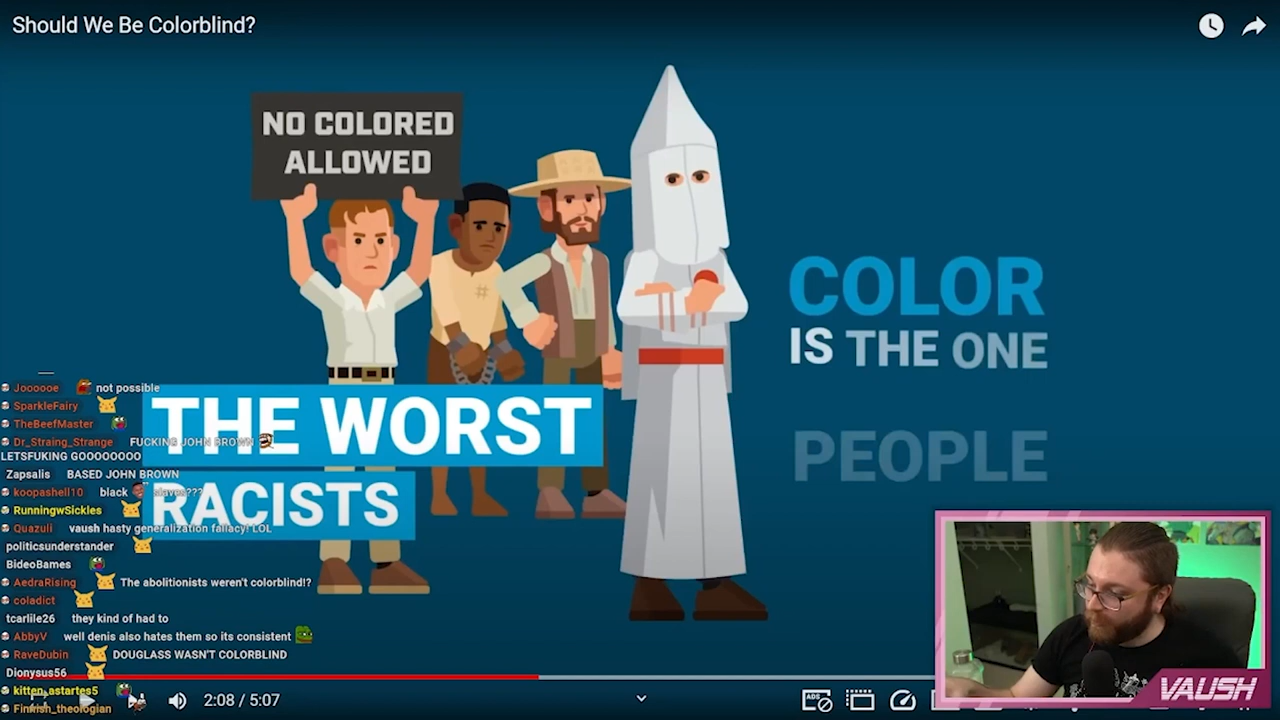 Should We Be Colorblind?
NO COLORED
ALLOWED
COLOR
IS THE ONE
PEOPLE
THE WORST
RACISTS
Joooooe not possible
SparkleFairy
TheBeefMaster
Dr_Straing_Strange FUCKING JOHN BROWN
LETSFUKING GOOOOOOOO
Zapsalis BASED JOHN BROWN
koopashell10 black slaves???
RunningwSickles
Quazuli vaush hasty generalization fallacy! LOL
politicsunderstander
BideoBames
AedraRising The abolitionists weren't colorblind!?
coladict
tcarlile26 they kind of had to
AbbyV well denis also hates them so its consistent
RaveDubin DOUGLASS WASN'T COLORBLIND
Dionysus56
kitten_astartes5
Finnish_theologian
2:08 / 5:07
ADS
VAUSH